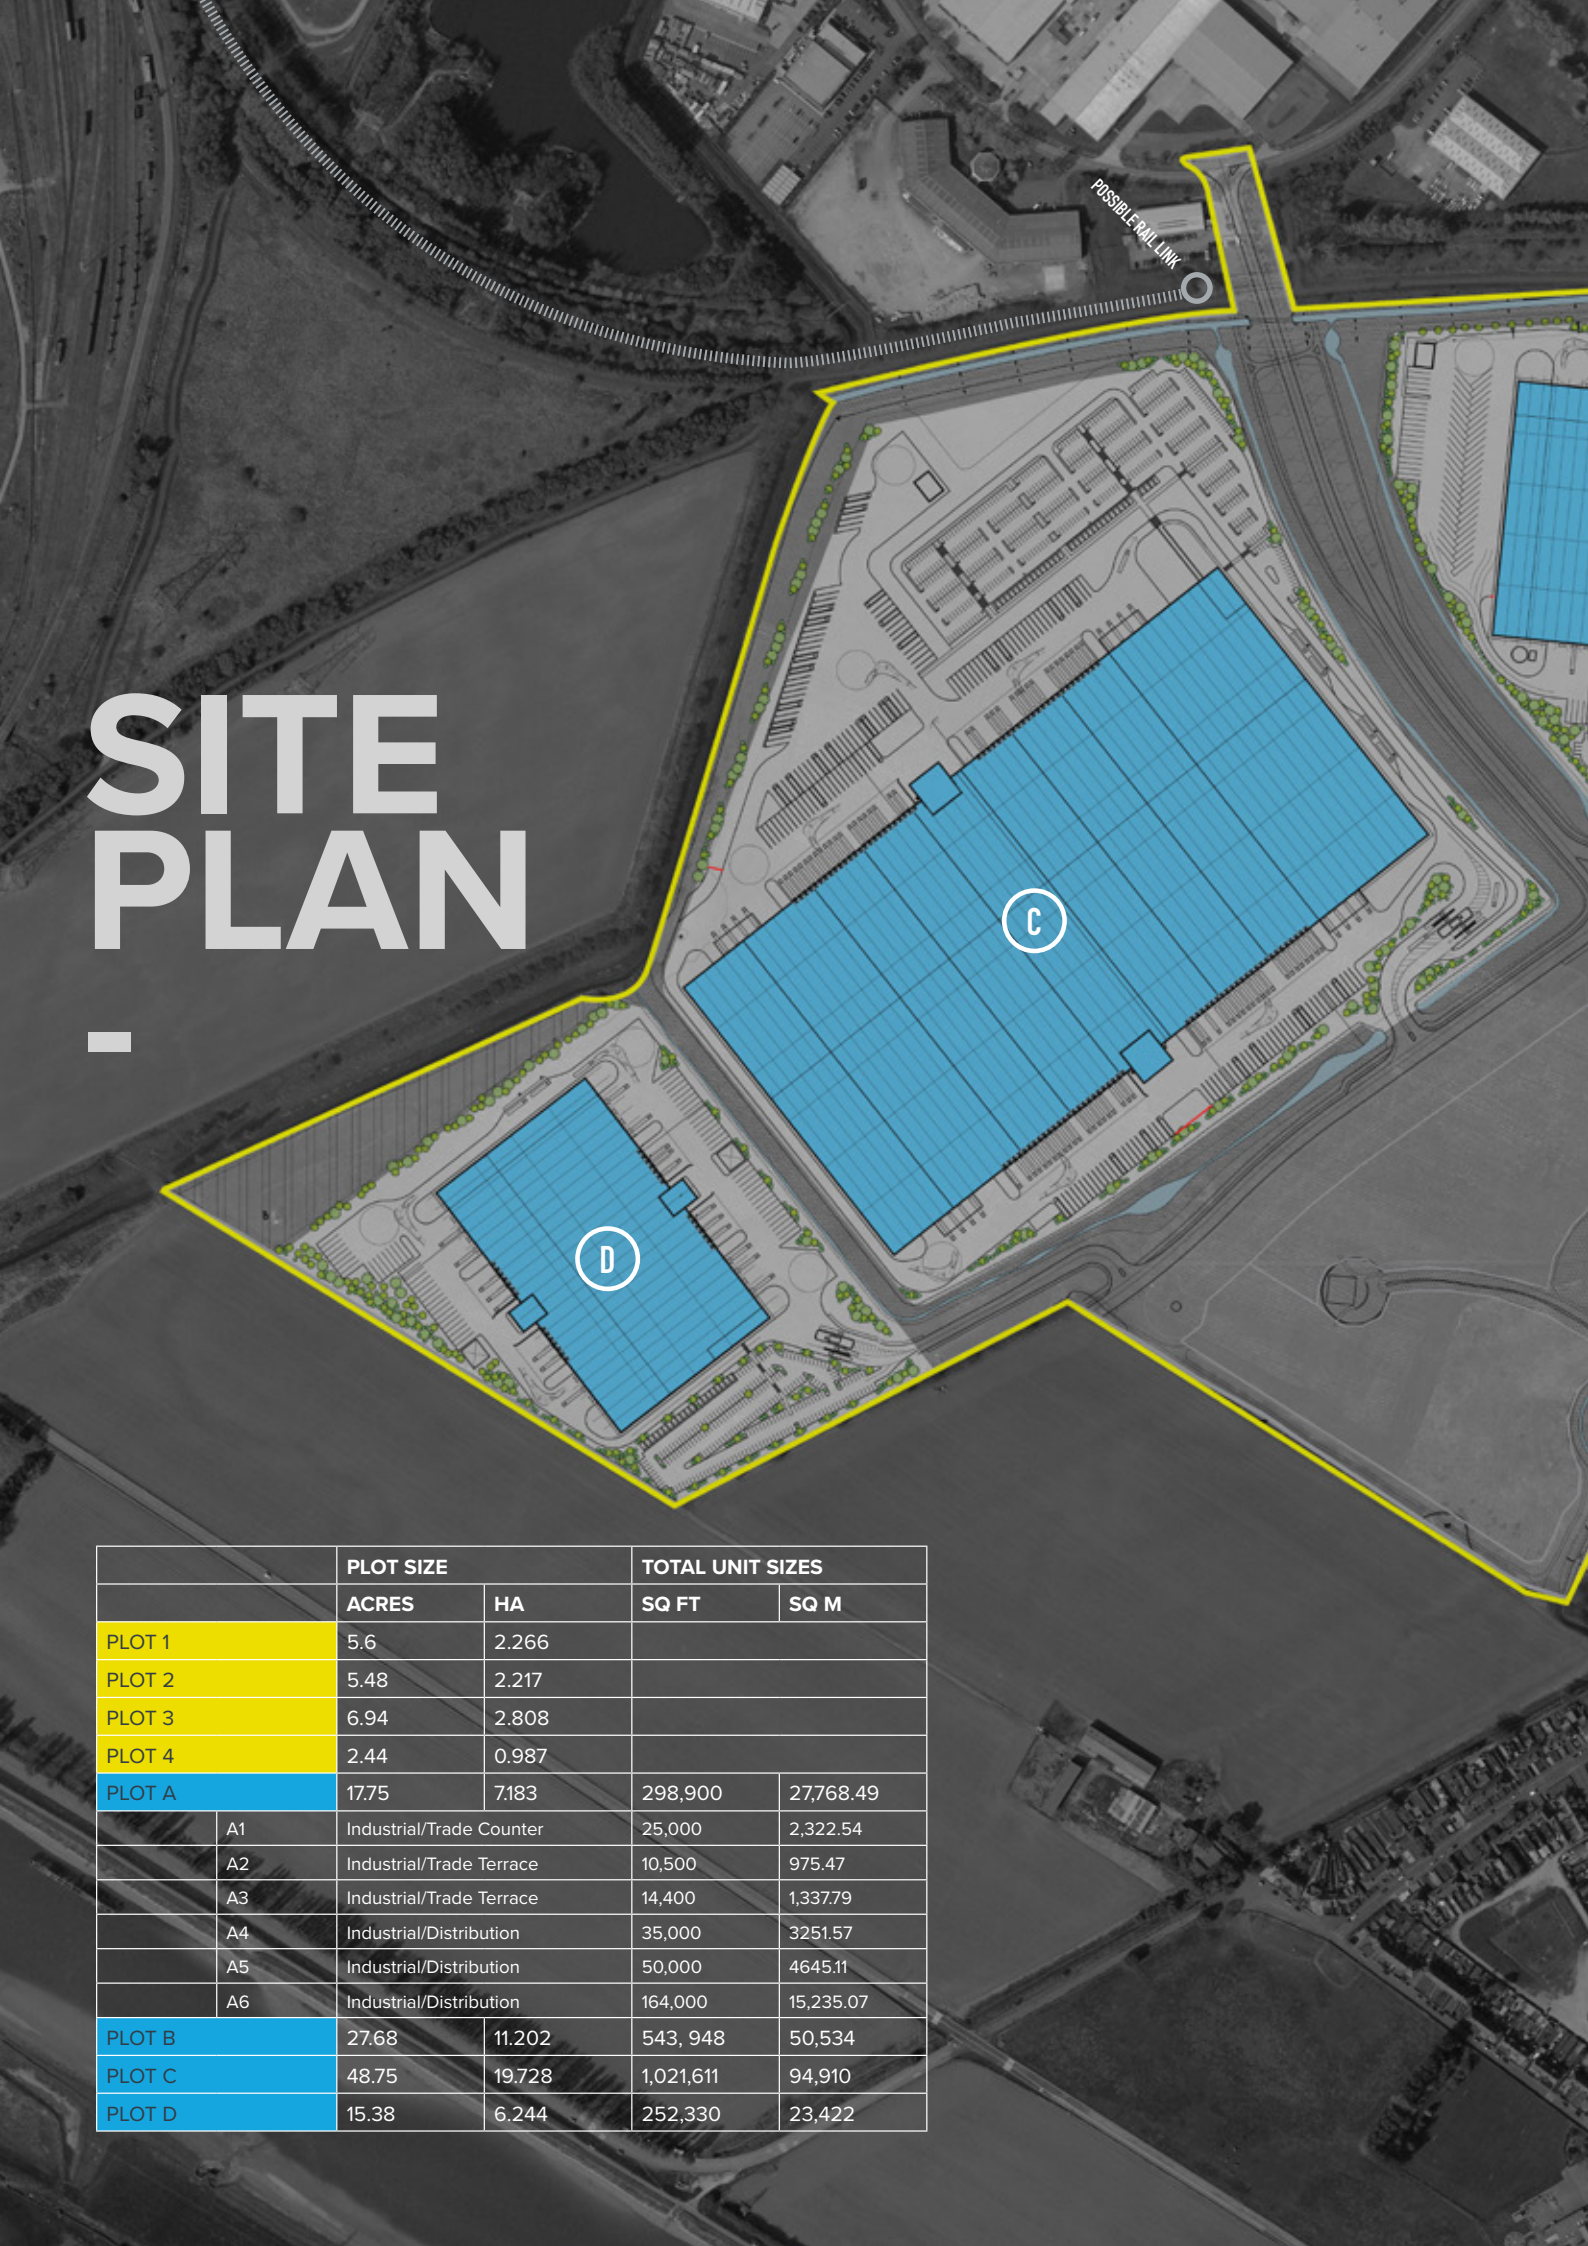 POSSIBLE RAIL LINK
SITE
PLAN
-
C
D
PLOT SIZE TOTAL UNIT SIZES
ACRES HA SQ FT SQ M
PLOT 1 5.6 2.266
PLOT 2 5.48 2.217
PLOT 3 6.94 2.808
PLOT 4 2.44 0.987
PLOT A 17.75 7.183 298,900 27,768.49
A1 Industrial/Trade Counter 25,000 2,322.54
A2 Industrial/Trade Terrace 10,500 975.47
A3 Industrial/Trade Terrace 14,400 1,337.79
A4 Industrial/Distribution 35,000 3251.57
A5 Industrial/Distribution 50,000 4645.11
A6 Industrial/Distribution 164,000 15,235.07
PLOT B 27.68 11.202 543, 948 50,534
PLOT C 48.75 19.728 1,021,611 94,910
PLOT D 15.38 6.244 252,330 23,422